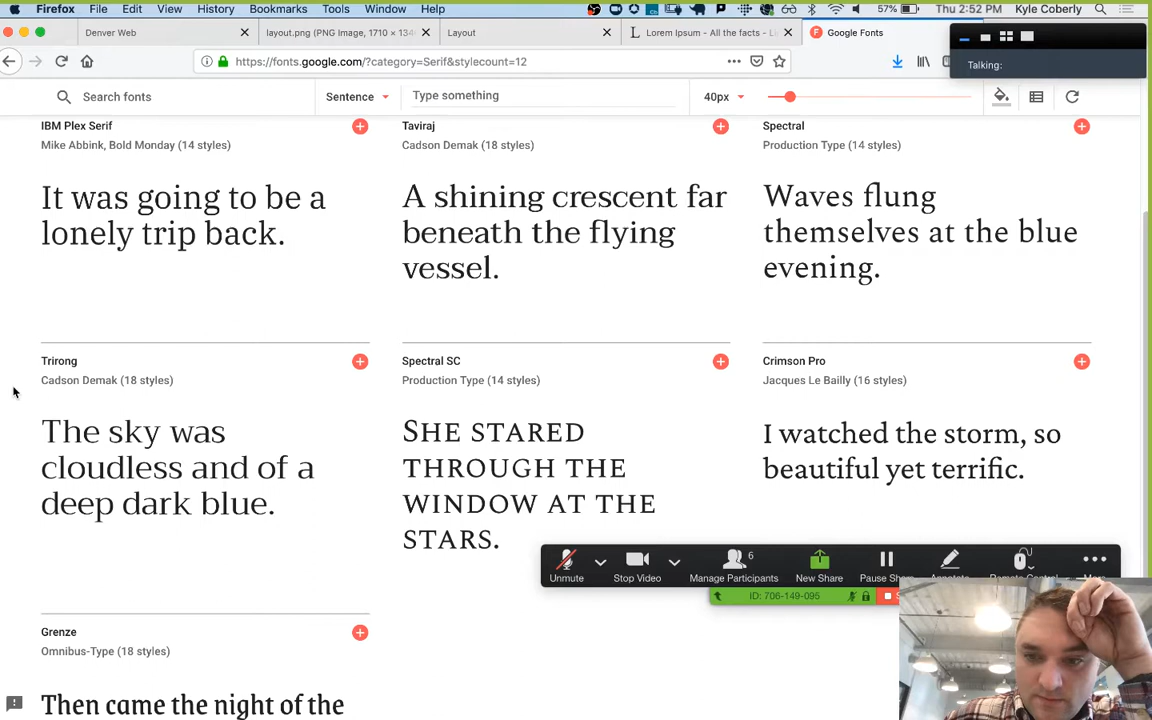 Firefox File Edit View History Bookmarks Tools Window Help 57% Thu 2:52 PM Kyle Coberly
Denver Web layout.png (PNG Image, 1710 × 134 Layout Lorem Ipsum - All the facts - Li Google Fonts
Talking:
https://fonts.google.com/?category=Serif&stylecount=12
Search fonts Sentence Type something 40px
IBM Plex Serif
Mike Abbink, Bold Monday (14 styles)
It was going to be a
lonely trip back.
Taviraj
Cadson Demak (18 styles)
A shining crescent far
beneath the flying
vessel.
Spectral
Production Type (14 styles)
Waves flung
themselves at the blue
evening.
Trirong
Cadson Demak (18 styles)
The sky was
cloudless and of a
deep dark blue.
Spectral SC
Production Type (14 styles)
SHE STARED
THROUGH THE
WINDOW AT THE
STARS.
Crimson Pro
Jacques Le Bailly (16 styles)
I watched the storm, so
beautiful yet terrific.
Grenze
Omnibus-Type (18 styles)
Then came the night of the
6
Unmute Stop Video Manage Participants New Share Pause Sh
ID: 706-149-095